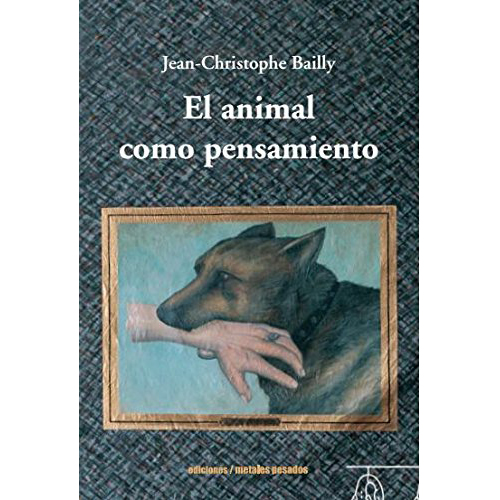 Jean-Christophe Bailly
El animal
como pensamiento
ediciones / metales pesados